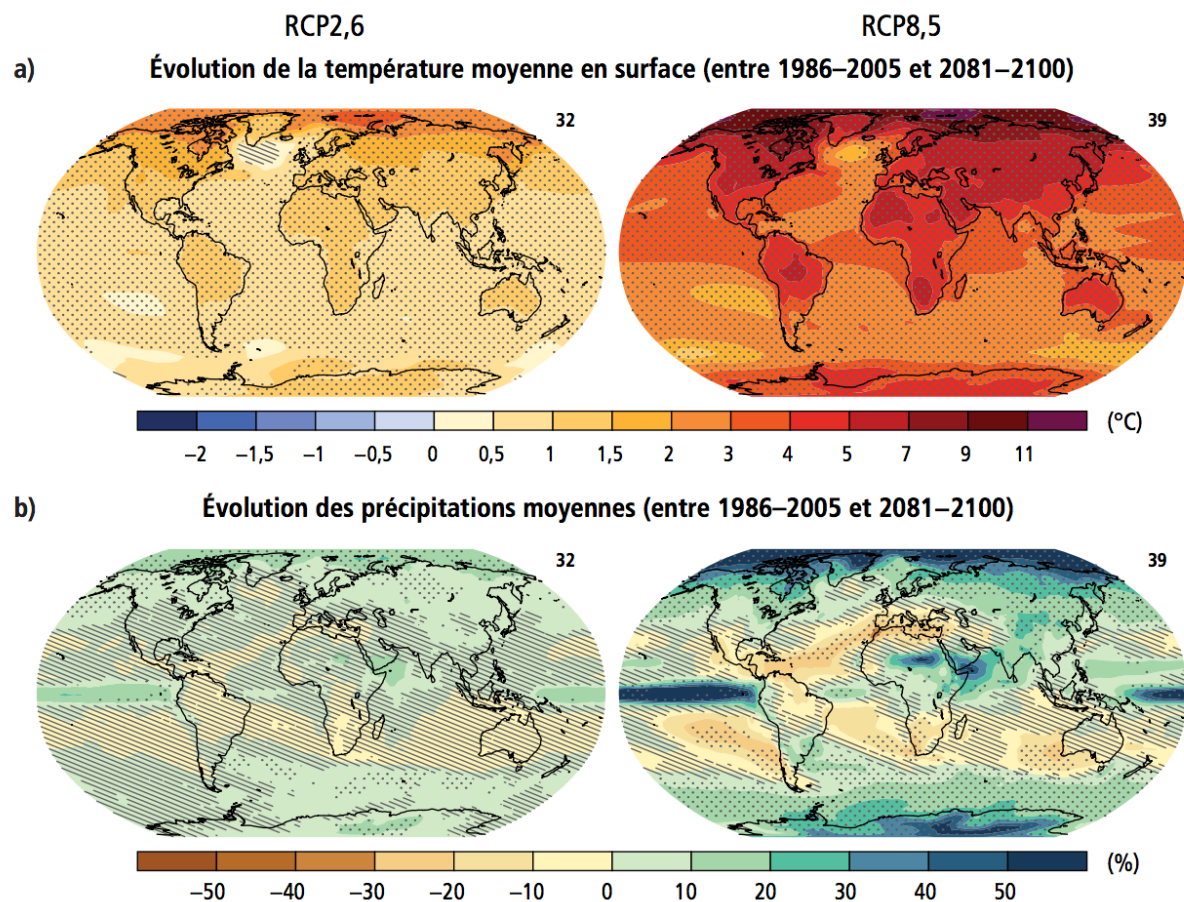 RCP2,6 RCP8,5
a) Évolution de la température moyenne en surface (entre 1986–2005 et 2081–2100)
32 39
(°C)
–2 –1,5 –1 –0,5 0 0,5 1 1,5 2 3 4 5 7 9 11
b) Évolution des précipitations moyennes (entre 1986–2005 et 2081–2100)
32 39
(%)
–50 –40 –30 –20 –10 0 10 20 30 40 50